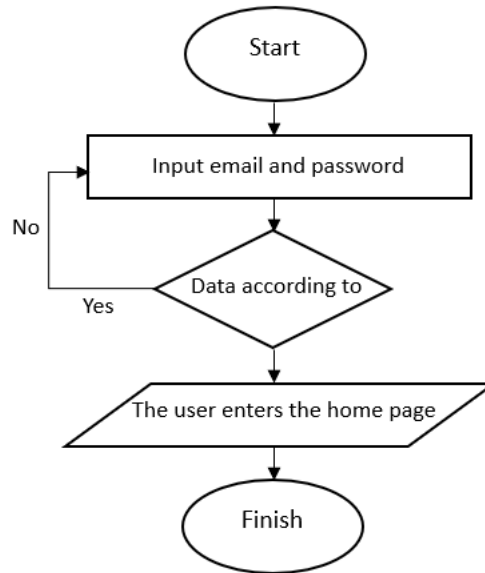 Start
Input email and password
No
Data according to
Yes
The user enters the home page
Finish